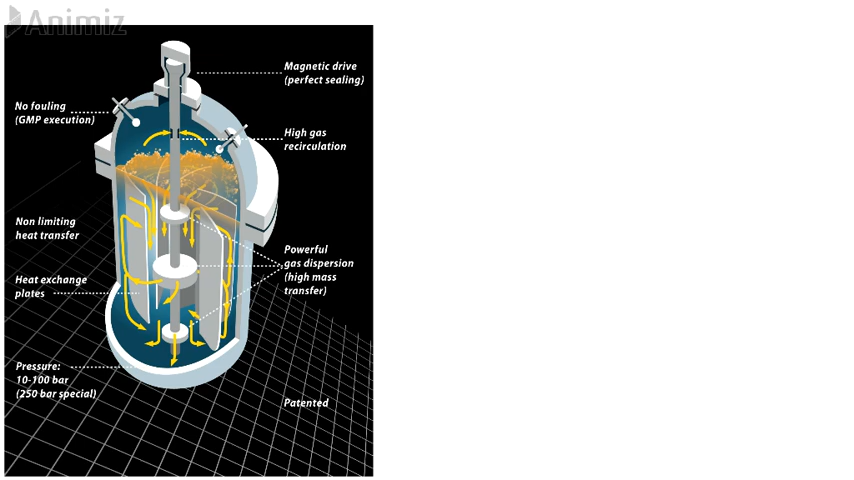 Animiz
Magnetic drive
(perfect sealing)
No fouling
(GMP execution)
High gas
recirculation
Non limiting
heat transfer
Powerful
gas dispersion
(high mass
transfer)
Heat exchange
plates
Pressure:
10-100 bar
(250 bar special)
Patented